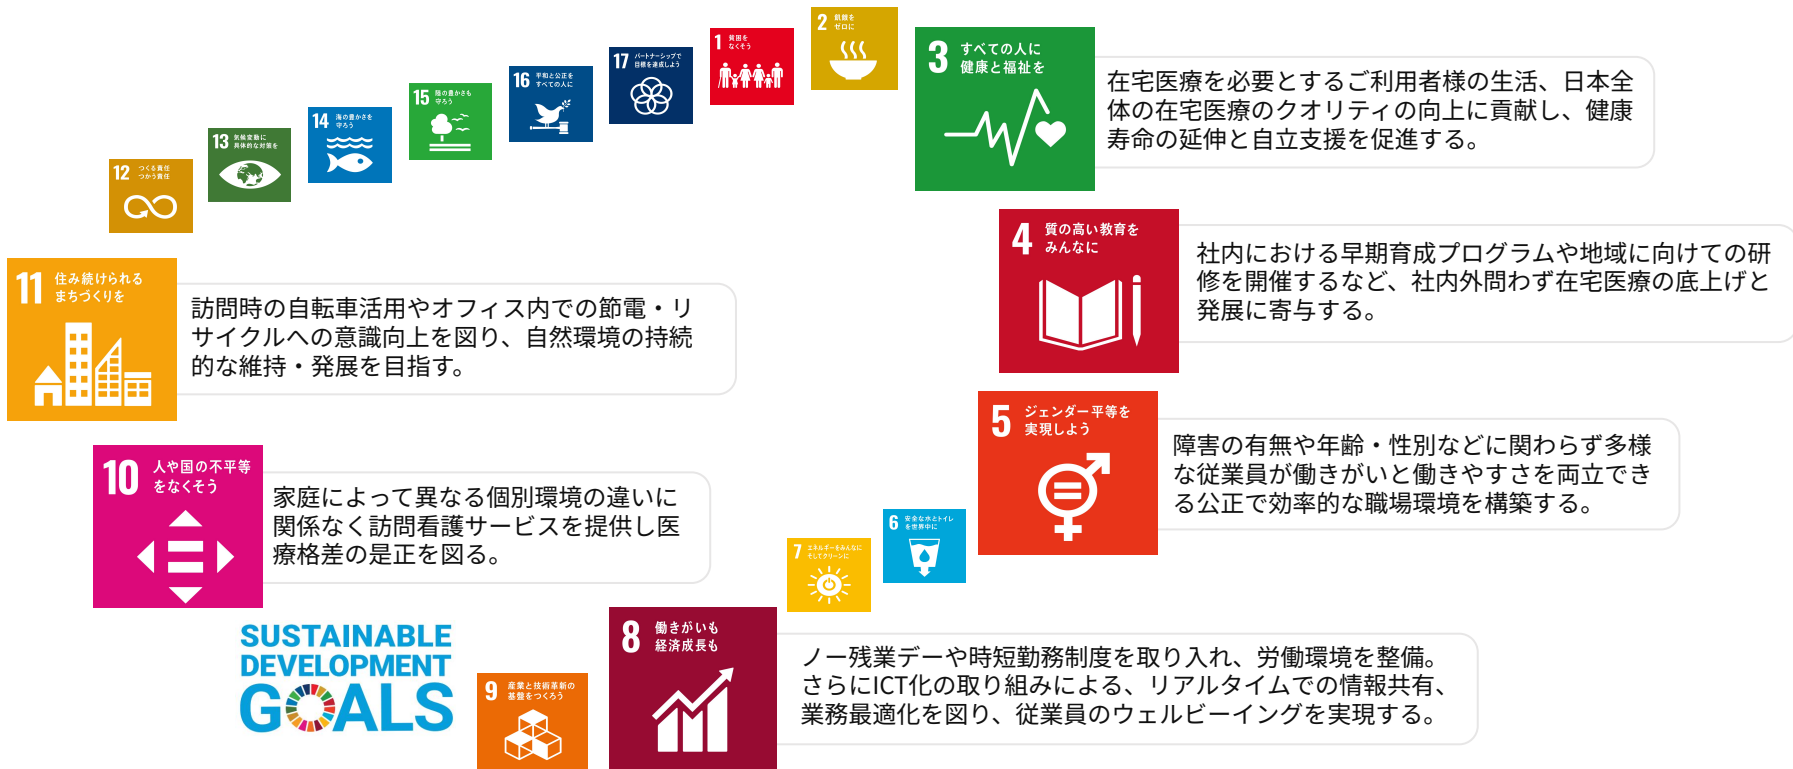 1 貧困を
なくそう
2 飢餓を
ゼロに
3 すべての人に
健康と福祉を
在宅医療を必要とするご利用者様の生活、日本全
体の在宅医療のクオリティの向上に貢献し、健康
寿命の延伸と自立支援を促進する。
4 質の高い教育を
みんなに
社内における早期育成プログラムや地域に向けての研
修を開催するなど、社内外問わず在宅医療の底上げと
発展に寄与する。
5 ジェンダー平等を
実現しよう
障害の有無や年齢・性別などに関わらず多様
な従業員が働きがいと働きやすさを両立でき
る公正で効率的な職場環境を構築する。
6 安全な水とトイレ
を世界中に
7 エネルギーをみんなに
そしてクリーンに
8 働きがいも
経済成長も
ノー残業デーや時短勤務制度を取り入れ、労働環境を整備。
さらにICT化の取り組みによる、リアルタイムでの情報共有、
業務最適化を図り、従業員のウェルビーイングを実現する。
9 産業と技術革新の
基盤をつくろう
10 人や国の不平等
をなくそう
家庭によって異なる個別環境の違いに
関係なく訪問看護サービスを提供し医
療格差の是正を図る。
11 住み続けられる
まちづくりを
訪問時の自転車活用やオフィス内での節電・リ
サイクルへの意識向上を図り、自然環境の持続
的な維持・発展を目指す。
12 つくる責任
つかう責任
13 気候変動に
具体的な対策を
14 海の豊かさを
守ろう
15 陸の豊かさも
守ろう
16 平和と公正を
すべての人に
17 パートナーシップで
目標を達成しよう
SUSTAINABLE
DEVELOPMENT
GOALS